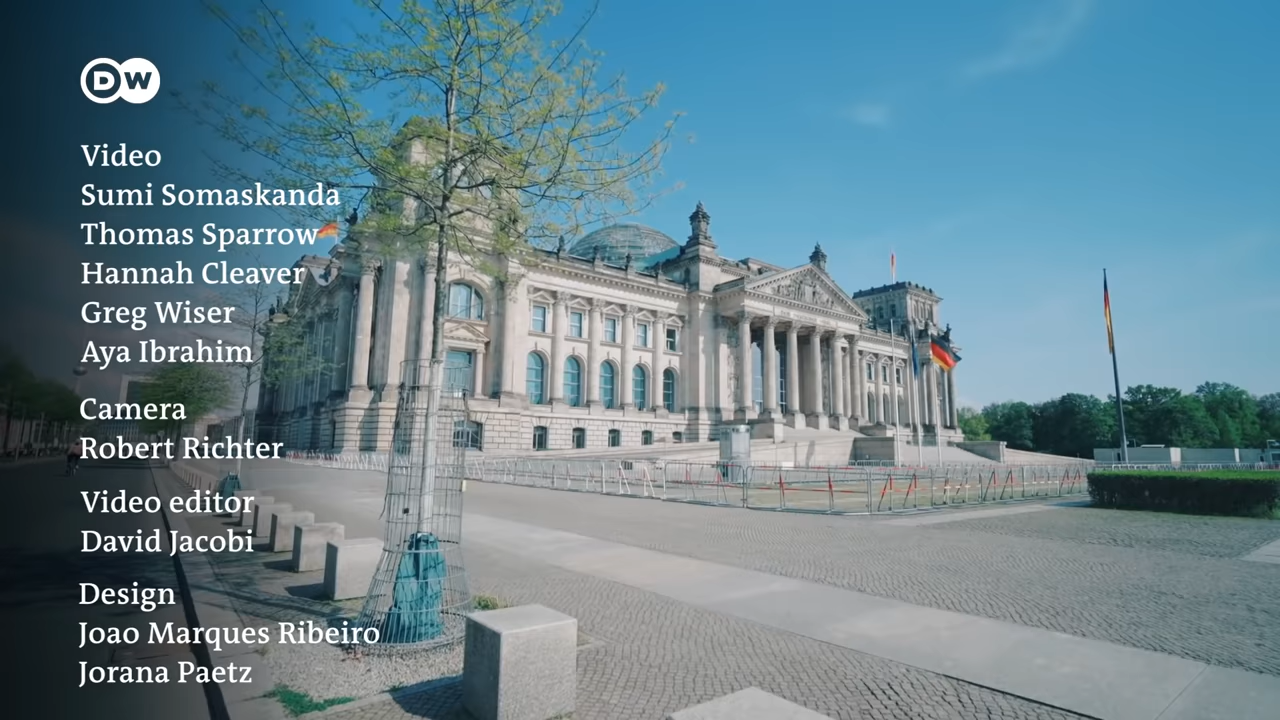 DW
Video
Sumi Somaskanda
Thomas Sparrow
Hannah Cleaver
Greg Wiser
Aya Ibrahim
Camera
Robert Richter
Video editor
David Jacobi
Design
Joao Marques Ribeiro
Jorana Paetz